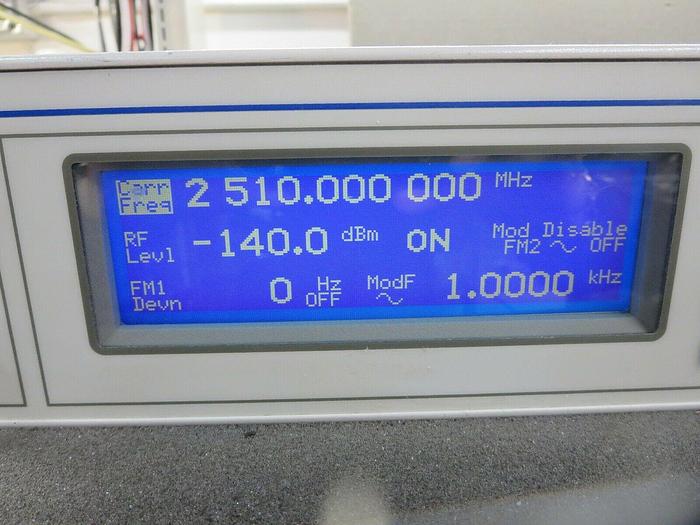 Carr Freq 2 510.000 000 MHz
RF Levl -140.0 dBm ON Mod Disable FM2 ∿ OFF
FM1 Devn 0 Hz OFF ModF ∿ 1.0000 kHz